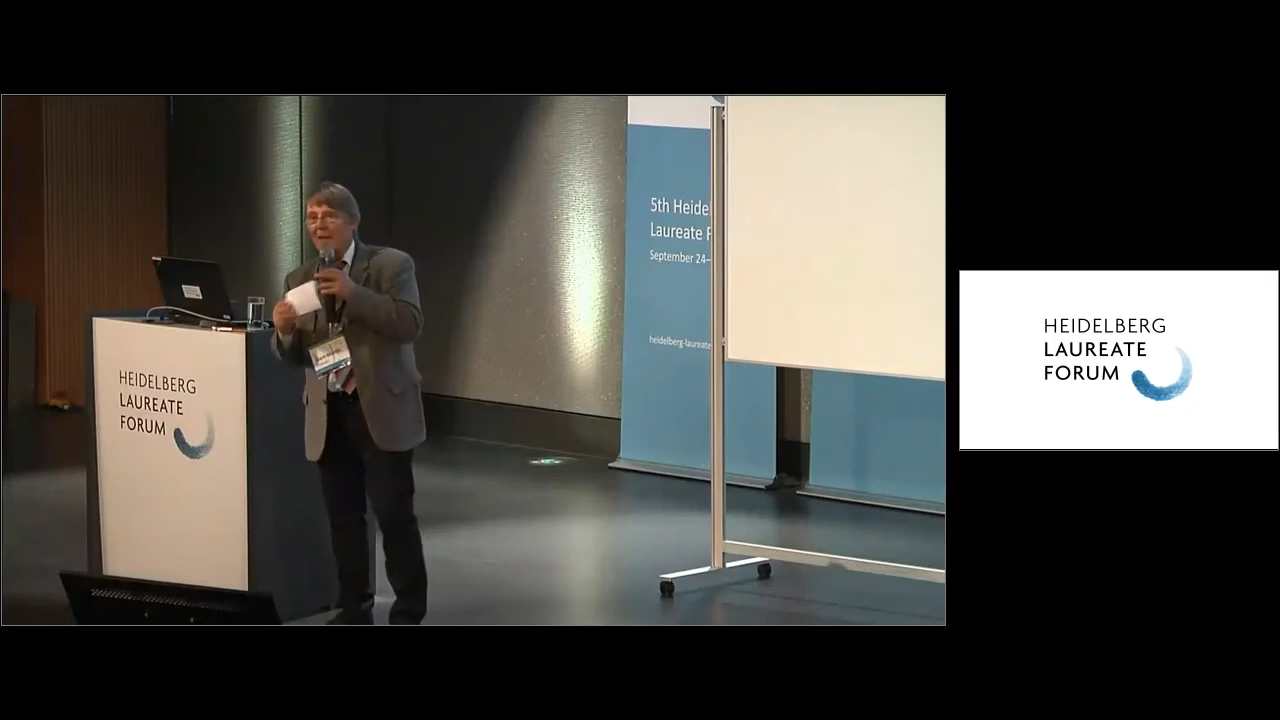 HEIDELBERG
LAUREATE
FORUM
5th Heide
Laureate F
September 24–
heidelberg-laureate
HEIDELBERG
LAUREATE
FORUM